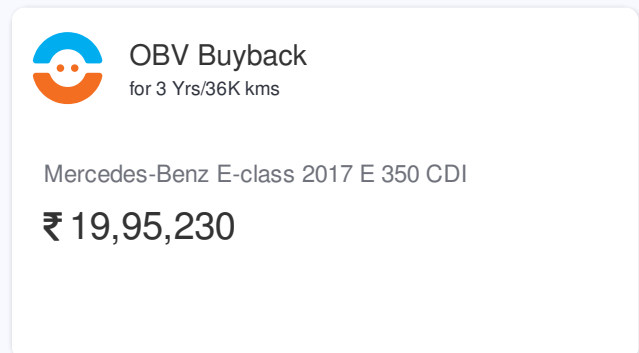 OBV Buyback
for 3 Yrs/36K kms
Mercedes-Benz E-class 2017 E 350 CDI
₹ 19,95,230